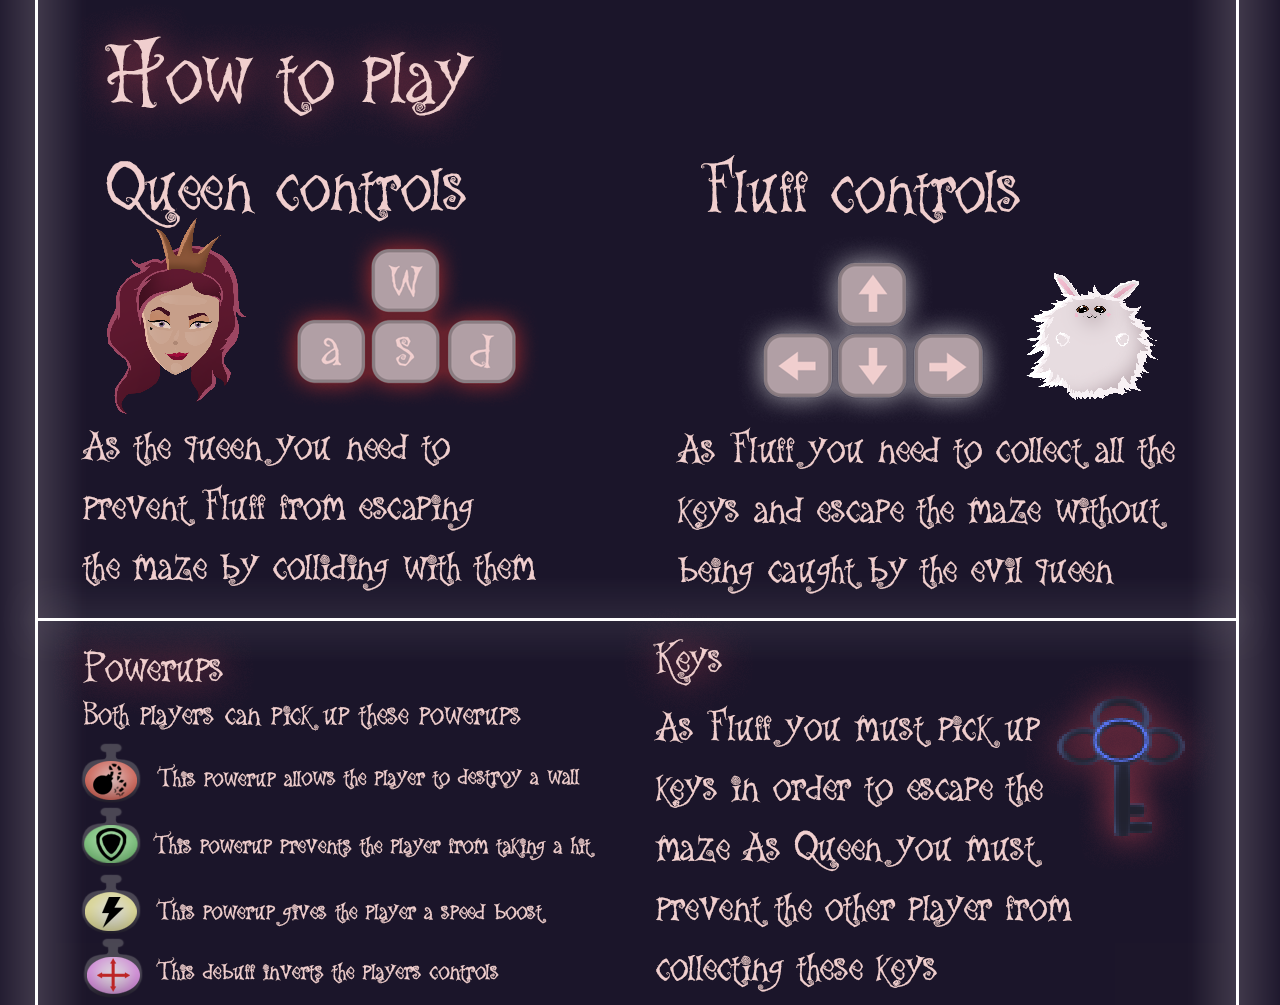 How to play
Queen controls
w
a s d
As the queen you need to
prevent Fluff from escaping
the maze by colliding with them
Fluff controls
As Fluff you need to collect all the
keys and escape the maze without
being caught by the evil queen
Powerups
Both players can pick up these powerups
This powerup allows the player to destroy a wall
This powerup prevents the player from taking a hit
This powerup gives the player a speed boost
This debuff inverts the players controls
Keys
As Fluff you must pick up
keys in order to escape the
maze As Queen you must
prevent the other player from
collecting these keys